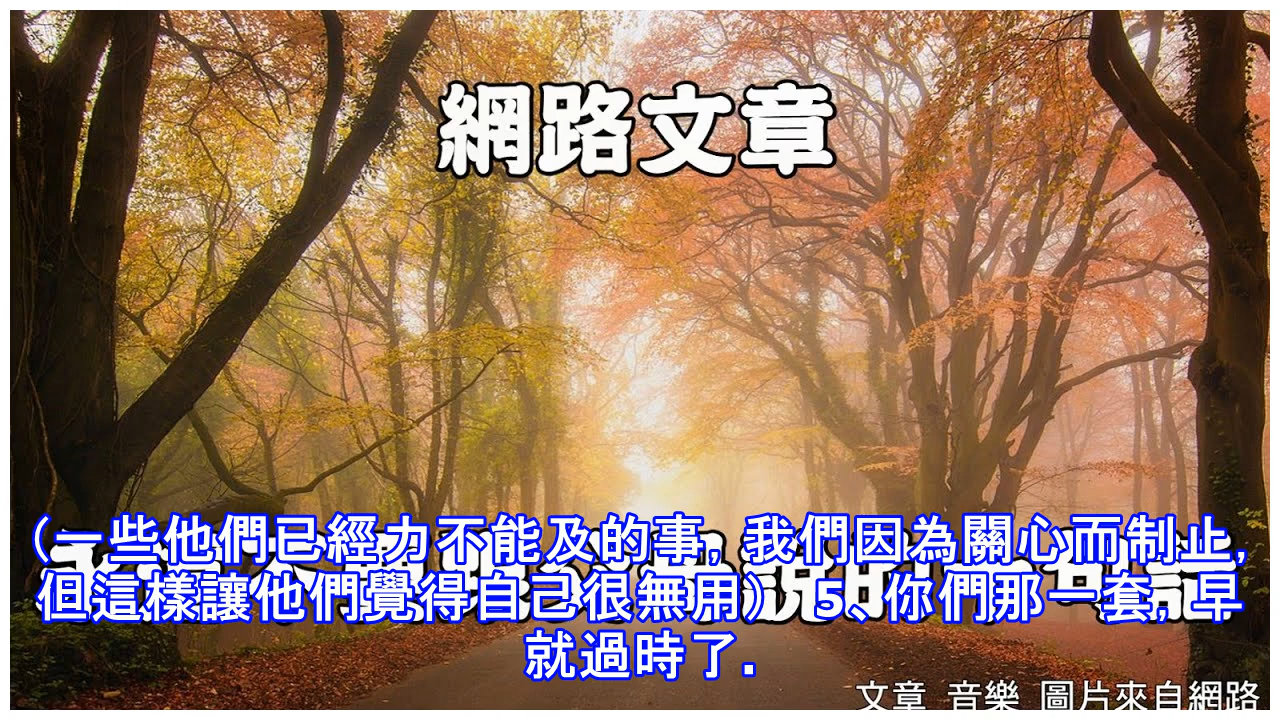 網路文章
(一些他們已經力不能及的事, 我們因為關心而制止,
但這樣讓他們覺得自己很無用) 5、你們那一套, 早
就過時了.
文章 音樂 圖片來自網路